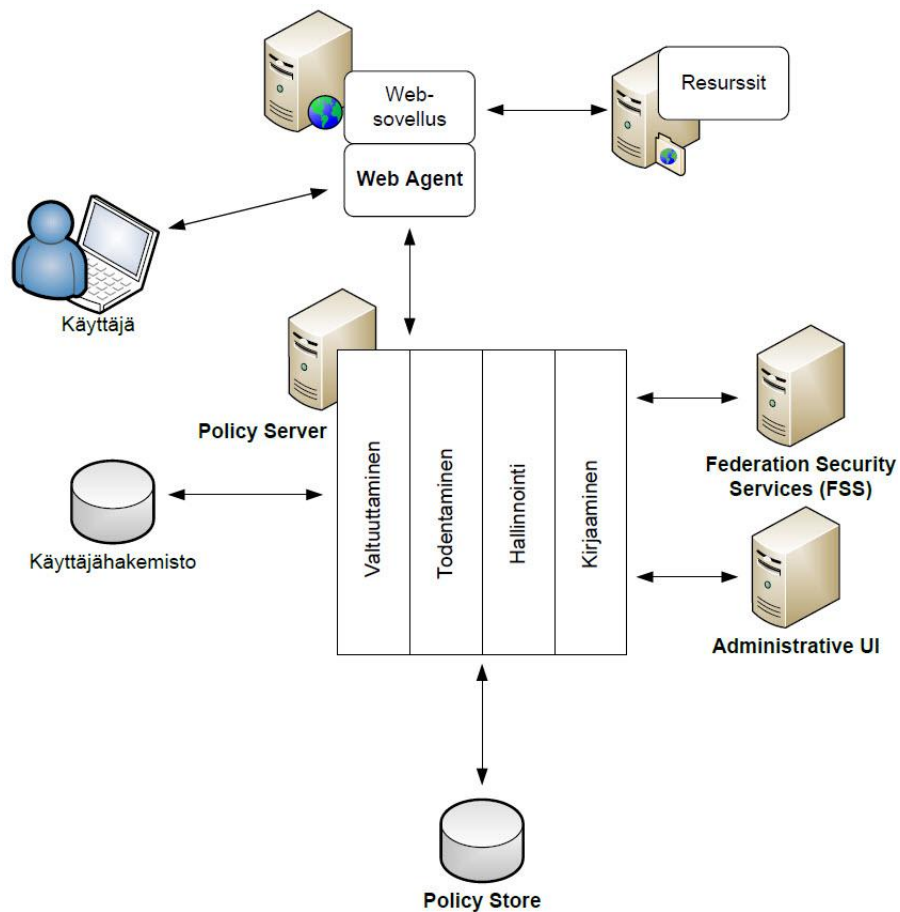 Web-
sovellus
Resurssit
Web Agent
Käyttäjä
Policy Server
Valtuuttaminen
Todentaminen
Hallinnointi
Kirjaaminen
Federation Security
Services (FSS)
Käyttäjähakemisto
Administrative UI
Policy Store